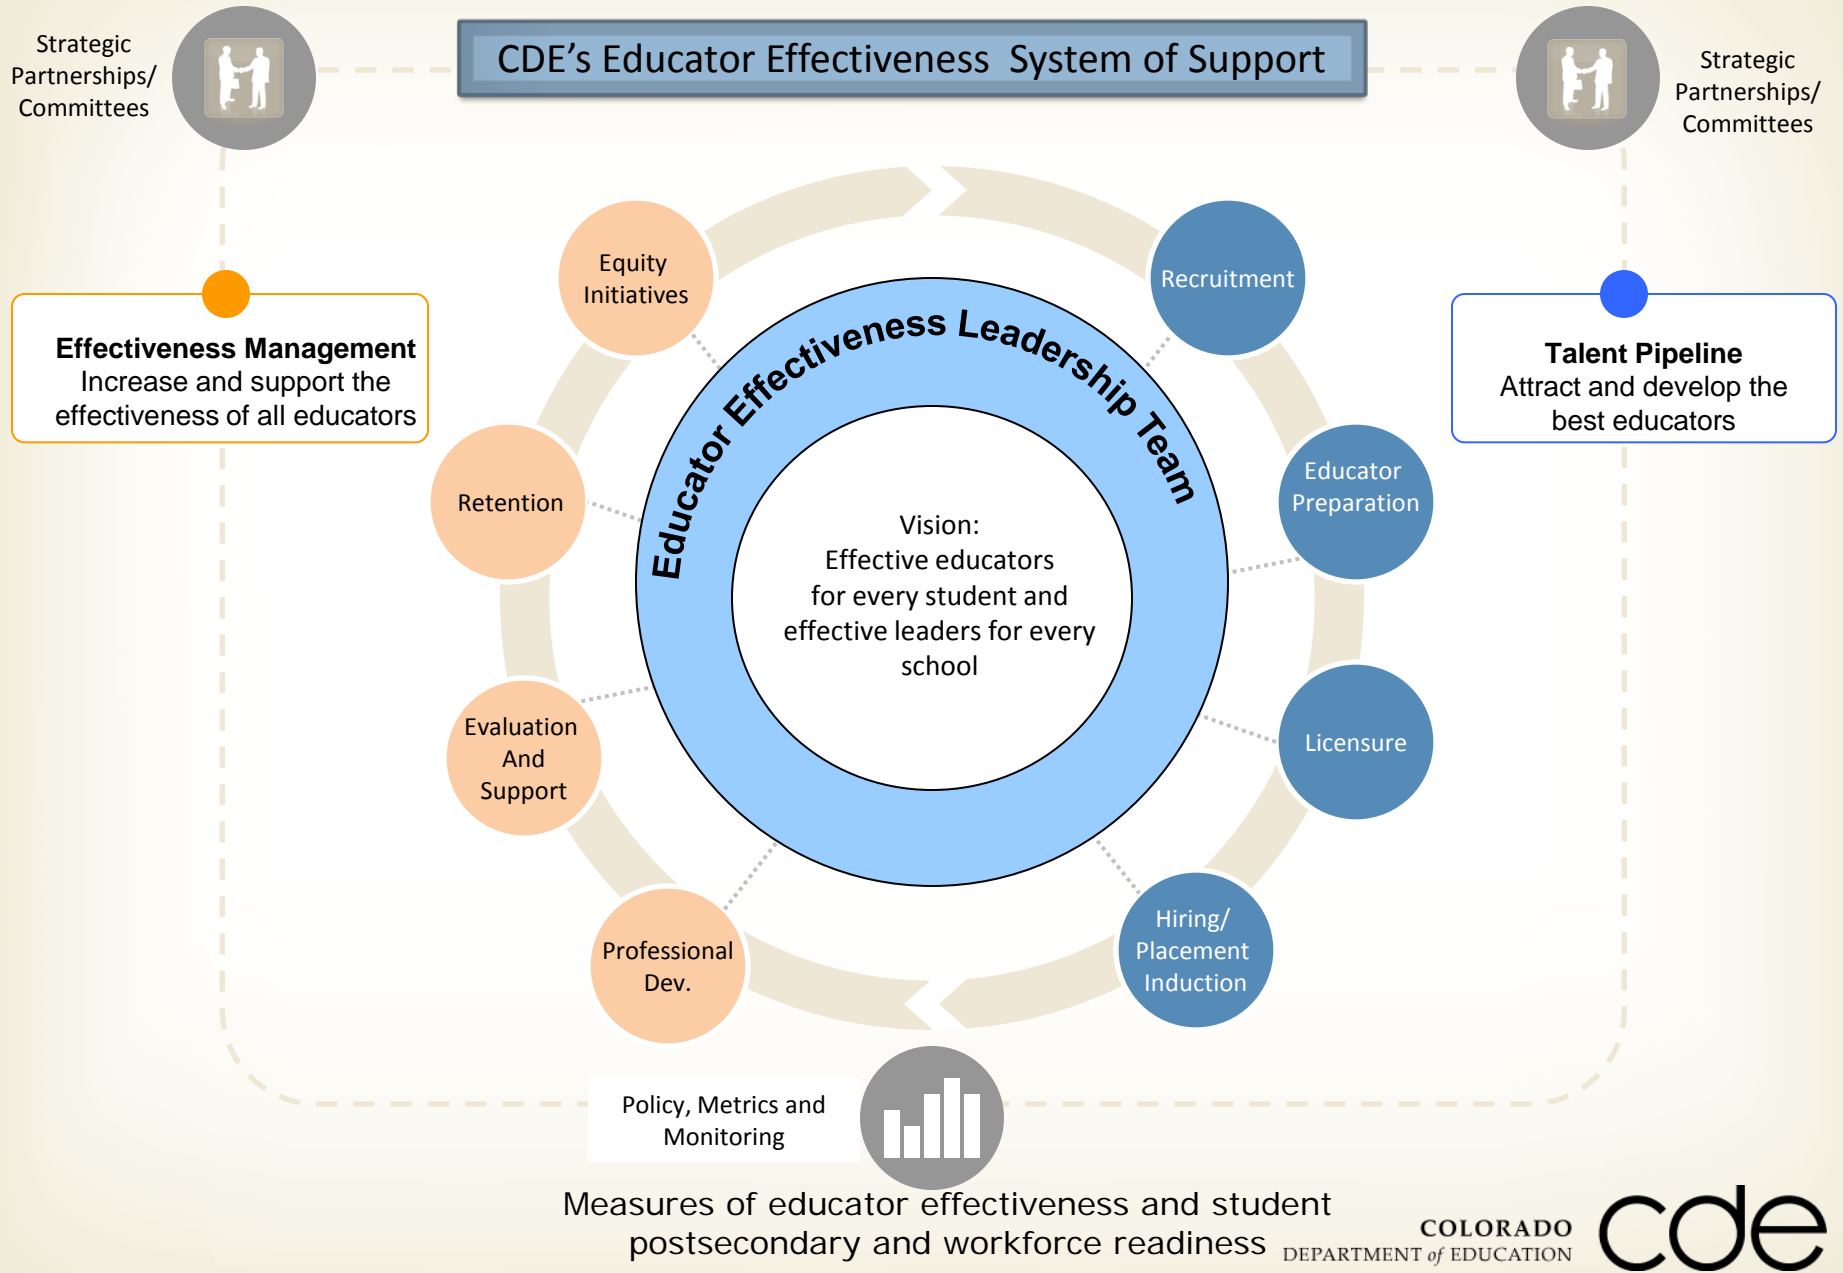 Strategic
Partnerships/
Committees
CDE's Educator Effectiveness  System of Support
Strategic
Partnerships/
Committees
Equity
Initiatives
Recruitment
Effectiveness Management
Increase and support the
effectiveness of all educators
Educator Effectiveness Leadership Team
Talent Pipeline
Attract and develop the
best educators
Retention
Educator
Preparation
Vision:
Effective educators
for every student and
effective leaders for every
school
Evaluation
And
Support
Licensure
Professional
Dev.
Hiring/
Placement
Induction
Policy, Metrics and
Monitoring
Measures of educator effectiveness and student
postsecondary and workforce readiness
COLORADO
DEPARTMENT of EDUCATION
cde